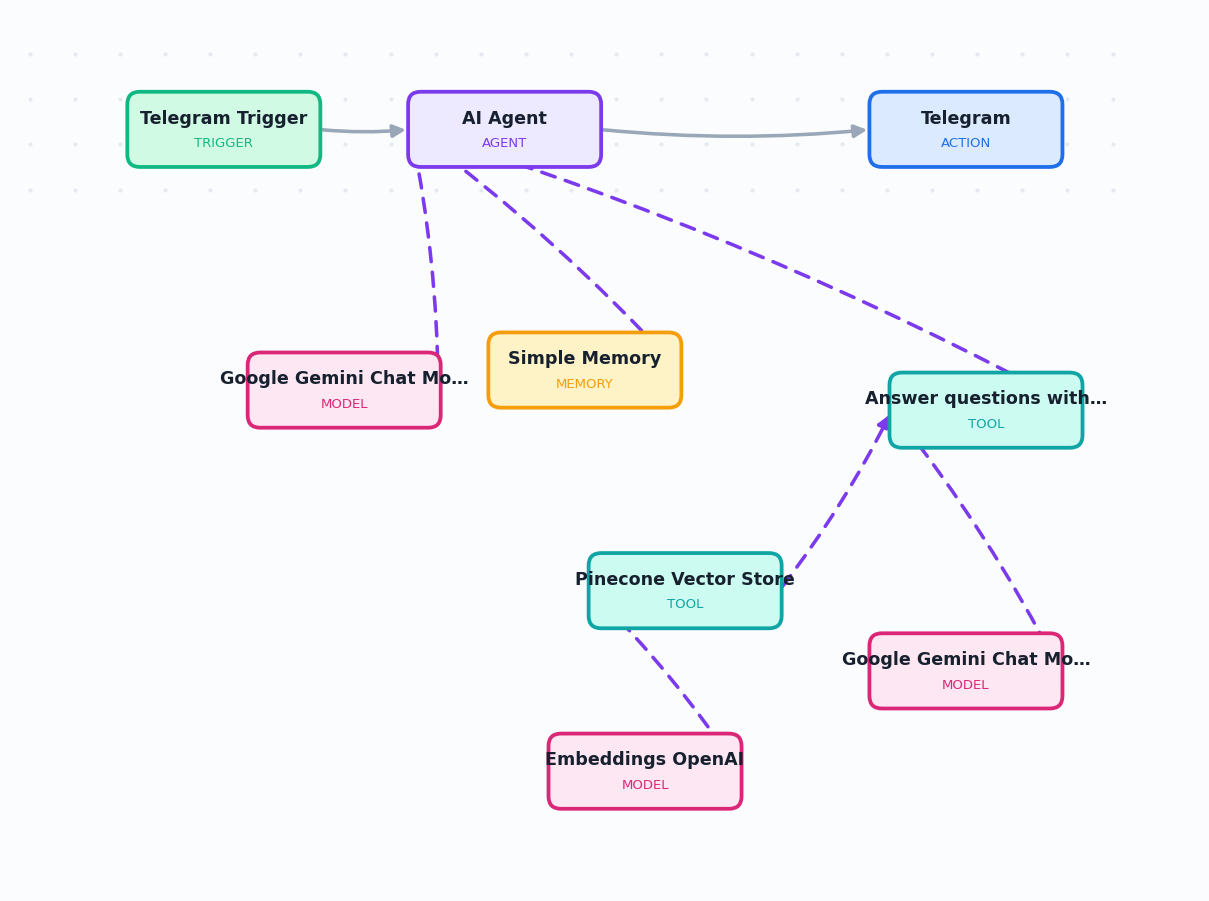 Telegram Trigger
TRIGGER
AI Agent
AGENT
Telegram
ACTION
Google Gemini Chat Mo…
MODEL
Simple Memory
MEMORY
Answer questions with…
TOOL
Pinecone Vector Store
TOOL
Google Gemini Chat Mo…
MODEL
Embeddings OpenAI
MODEL